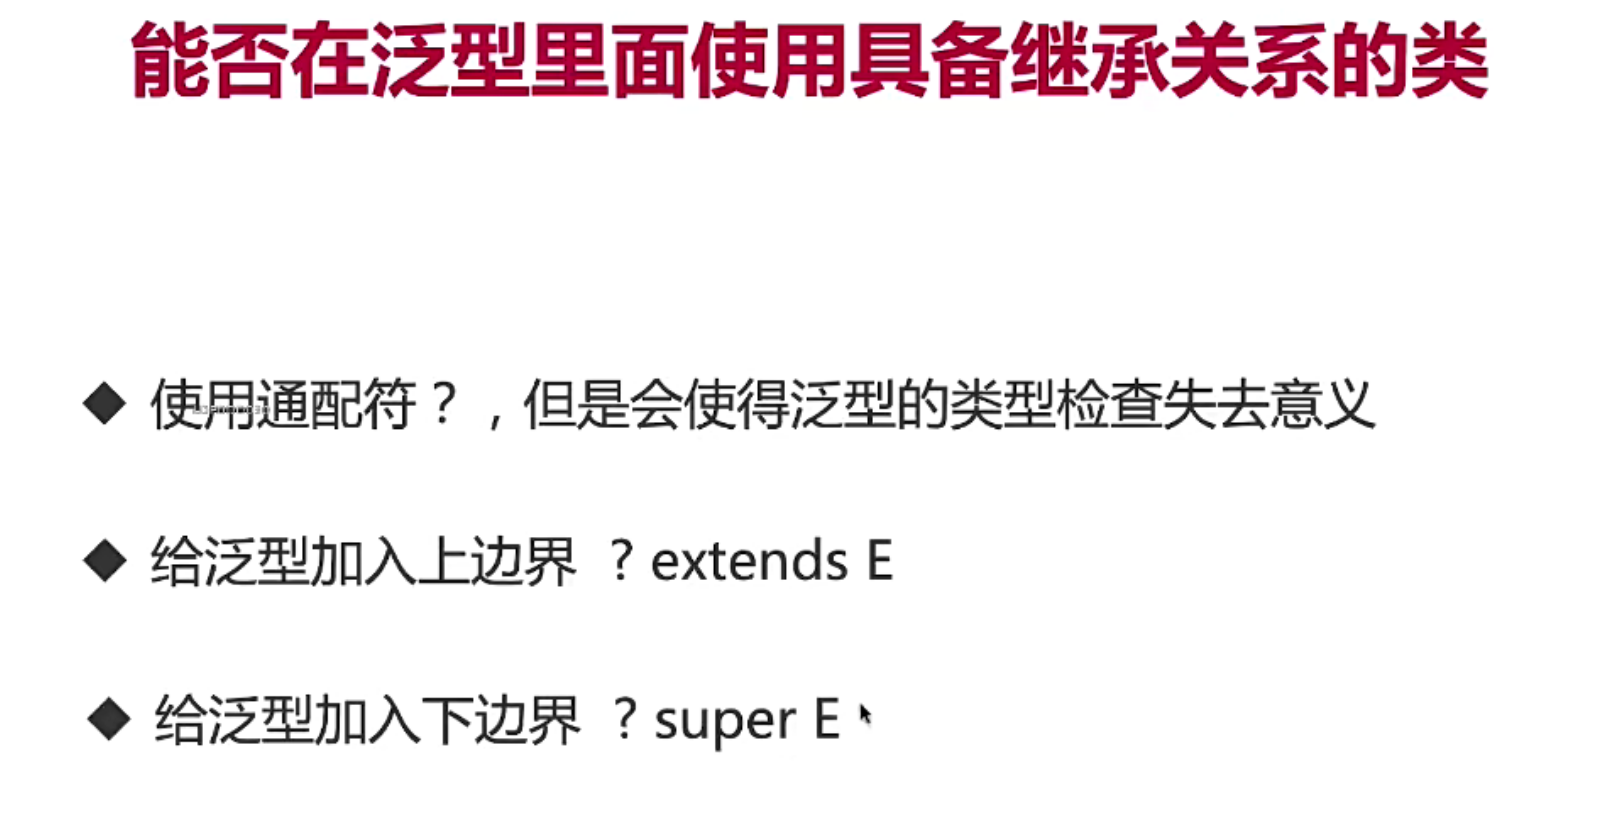 能否在泛型里面使用具备继承关系的类
使用通配符？，但是会使得泛型的类型检查失去意义
给泛型加入上边界 ？extends E
给泛型加入下边界 ？super E